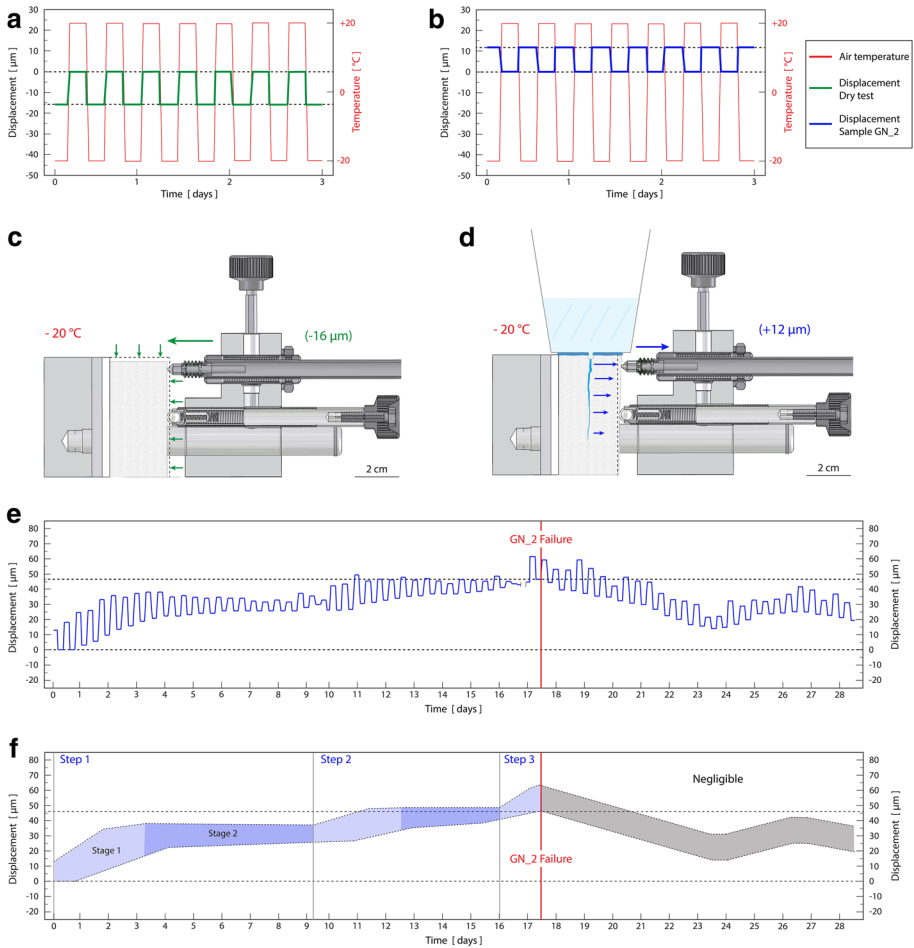 a
b
30
20
10
0
-10
-20
-30
-40
-50
Displacement [ μm ]
0
1
2
3
Time [ days ]
+20
0
-20
Temperature [ °C ]
30
20
10
0
-10
-20
-30
-40
-50
Displacement [ μm ]
0
1
2
3
Time [ days ]
+20
0
-20
Temperature [ °C ]
Air temperature
Displacement
Dry test
Displacement
Sample GN_2
c
- 20 °C
(-16 μm)
2 cm
d
- 20 °C
(+12 μm)
2 cm
e
GN_2 Failure
80
70
60
50
40
30
20
10
0
-10
-20
Displacement [ μm ]
80
70
60
50
40
30
20
10
0
-10
-20
Displacement [ μm ]
0 1 2 3 4 5 6 7 8 9 10 11 12 13 14 15 16 17 18 19 20 21 22 23 24 25 26 27 28
Time [ days ]
f
Step 1
Step 2
Step 3
Negligible
Stage 1
Stage 2
GN_2 Failure
80
70
60
50
40
30
20
10
0
-10
-20
Displacement [ μm ]
80
70
60
50
40
30
20
10
0
-10
-20
Displacement [ μm ]
0 1 2 3 4 5 6 7 8 9 10 11 12 13 14 15 16 17 18 19 20 21 22 23 24 25 26 27 28
Time [ days ]